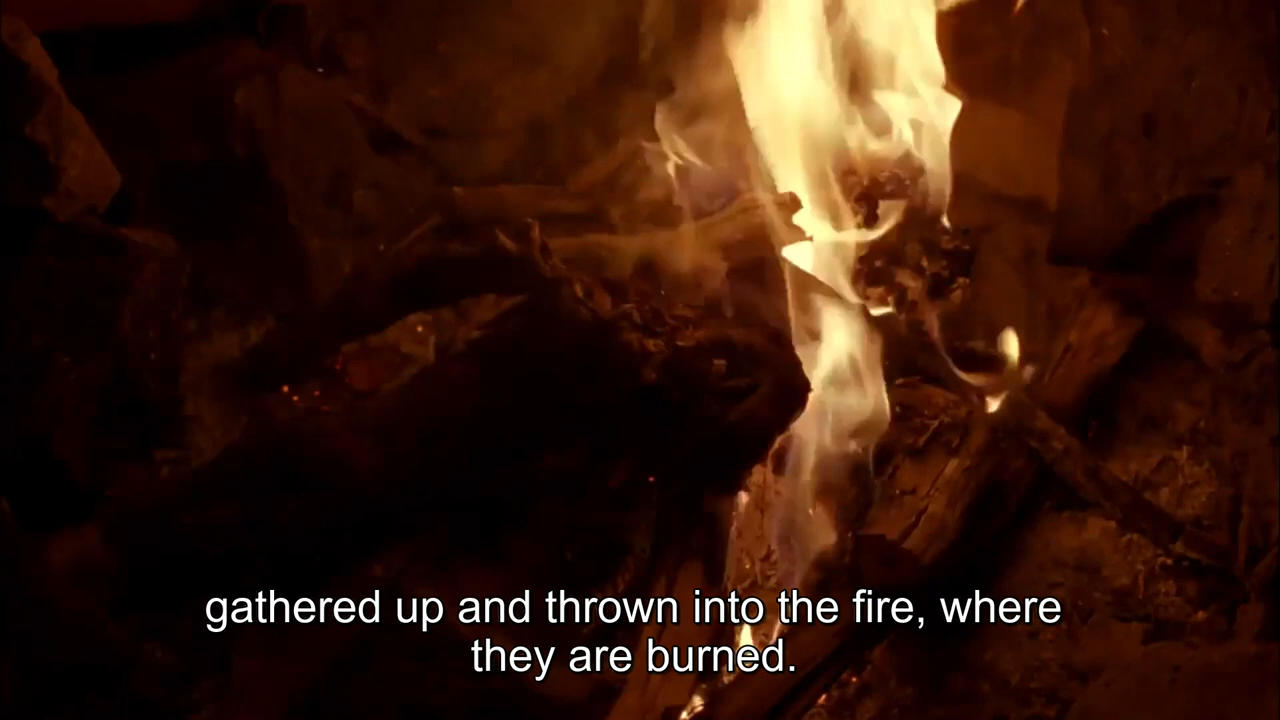 gathered up and thrown into the fire, where
they are burned.